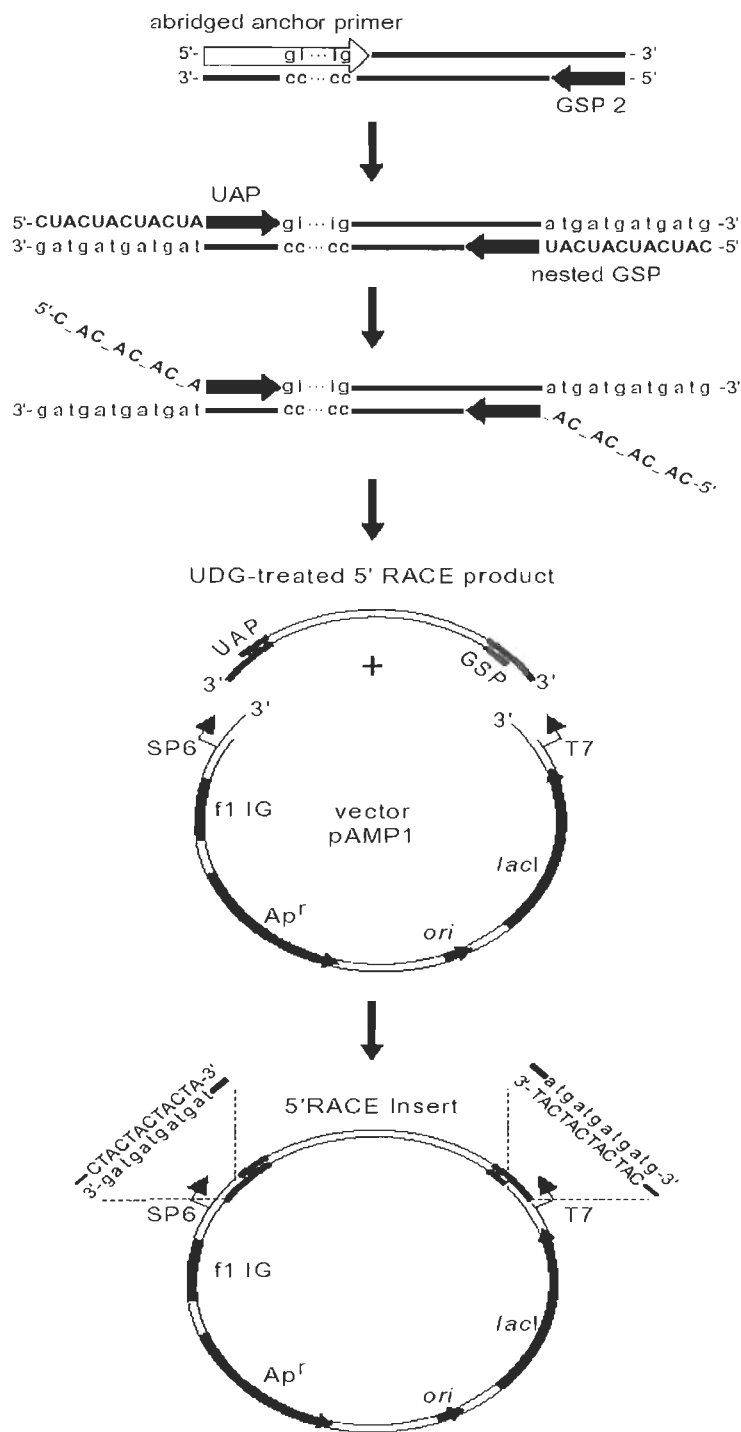 abridged anchor primer
5'- gi···ig - 3'
3'- cc···cc - 5'
GSP 2
UAP
5'-CUACUACUACUA gi···ig atgatgatgatg -3'
3'-gatgatgatgat cc···cc UACUACUACUAC -5'
nested GSP
5'-C_AC_AC_AC_A
gi···ig atgatgatgatg -3'
3'-gatgatgatgat cc···cc
_AC_AC_AC_AC-5'
UDG-treated 5' RACE product
UAP
GSP
+
3' 3'
3' 3'
SP6 T7
f1 IG
vector
pAMP1
lacI
Apr
ori
CTACTACTACTA-3'
3'-gatgatgatgat
atgatgatgatg-3'
3'-TACTACTACTAC
5'RACE Insert
SP6 T7
f1 IG
lacI
Apr
ori